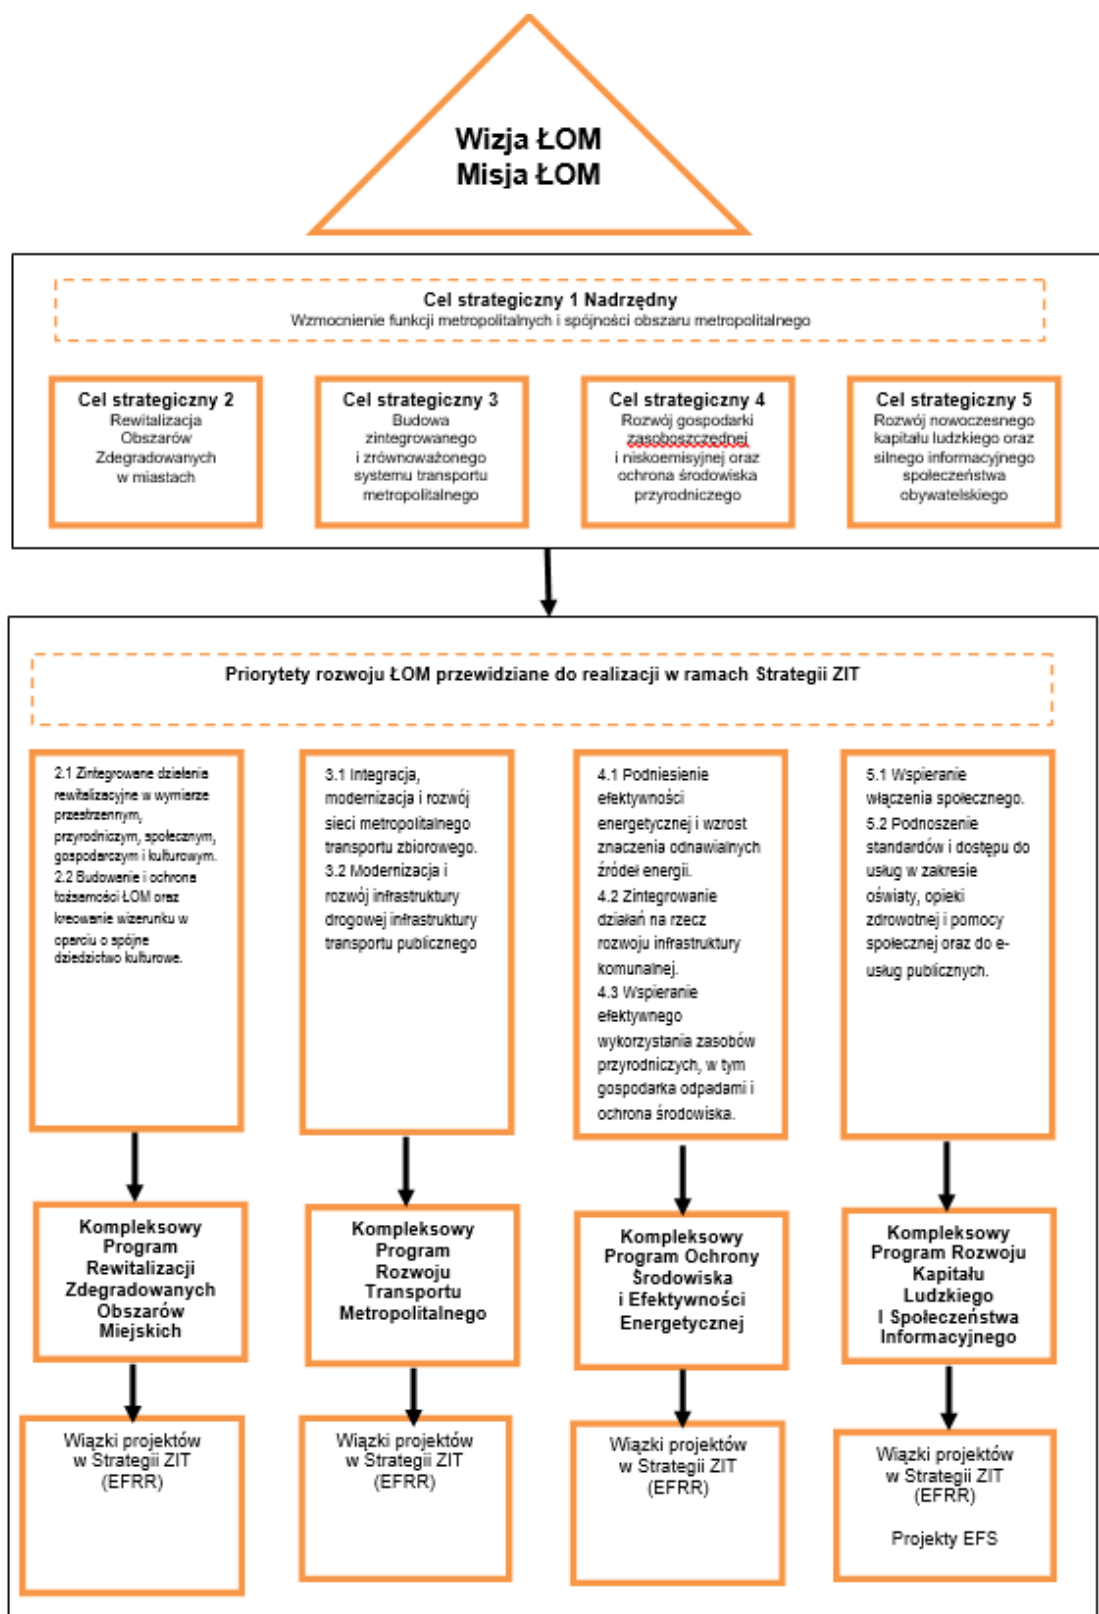 Wizja ŁOM
Misja ŁOM
Cel strategiczny 1 Nadrzędny
Wzmocnienie funkcji metropolitalnych i spójności obszaru metropolitalnego
Cel strategiczny 2
Rewitalizacja
Obszarów
Zdegradowanych
w miastach
Cel strategiczny 3
Budowa
zintegrowanego
i zrównoważonego
systemu transportu
metropolitalnego
Cel strategiczny 4
Rozwój gospodarki
zasoboszczędnej
i niskoemisyjnej oraz
ochrona środowiska
przyrodniczego
Cel strategiczny 5
Rozwój nowoczesnego
kapitału ludzkiego oraz
silnego informacyjnego
społeczeństwa
obywatelskiego
Priorytety rozwoju ŁOM przewidziane do realizacji w ramach Strategii ZIT
2.1 Zintegrowane działania
rewitalizacyjne w wymiarze
przestrzennym,
przyrodniczym, społecznym,
gospodarczym i kulturowym.
2.2 Budowanie i ochrona
tożsamości ŁOM oraz
kreowanie wizerunku w
oparciu o spójne
dziedzictwo kulturowe.
3.1 Integracja,
modernizacja i rozwój
sieci metropolitalnego
transportu zbiorowego.
3.2 Modernizacja i
rozwój infrastruktury
drogowej infrastruktury
transportu publicznego
4.1 Podniesienie
efektywności
energetycznej i wzrost
znaczenia odnawialnych
źródeł energii.
4.2 Zintegrowanie
działań na rzecz
rozwoju infrastruktury
komunalnej.
4.3 Wspieranie
efektywnego
wykorzystania zasobów
przyrodniczych, w tym
gospodarka odpadami i
ochrona środowiska.
5.1 Wspieranie
włączenia społecznego.
5.2 Podnoszenie
standardów i dostępu do
usług w zakresie
oświaty, opieki
zdrowotnej i pomocy
społecznej oraz do e-
usług publicznych.
Kompleksowy
Program
Rewitalizacji
Zdegradowanych
Obszarów
Miejskich
Kompleksowy
Program
Rozwoju
Transportu
Metropolitalnego
Kompleksowy
Program Ochrony
Środowiska
i Efektywności
Energetycznej
Kompleksowy
Program Rozwoju
Kapitału
Ludzkiego
I Społeczeństwa
Informacyjnego
Wiązki projektów
w Strategii ZIT
(EFRR)
Wiązki projektów
w Strategii ZIT
(EFRR)
Wiązki projektów
w Strategii ZIT
(EFRR)
Wiązki projektów
w Strategii ZIT
(EFRR)
Projekty EFS